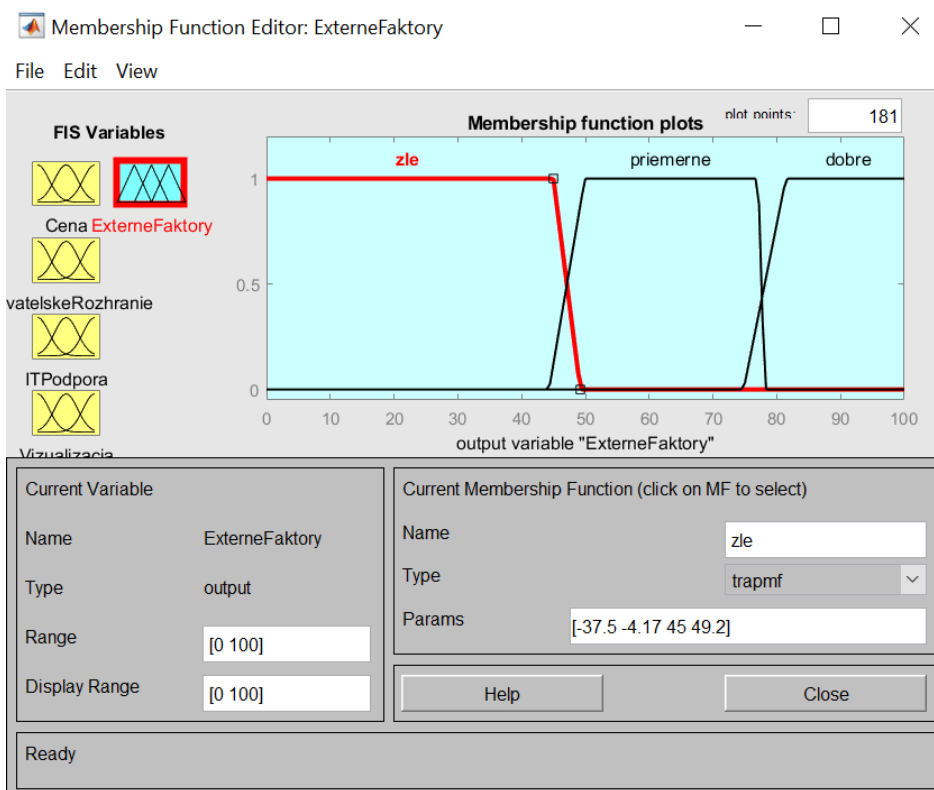 Membership Function Editor: ExterneFaktory
File Edit View
FIS Variables
Membership function plots
plot points:
181
zle
priemerne
dobre
Cena ExterneFaktory
vatelskeRozhranie
ITPodpora
Vizualizacia
1
0.5
0
0 10 20 30 40 50 60 70 80 90 100
output variable "ExterneFaktory"
Current Variable
Name ExterneFaktory
Type output
Range [0 100]
Display Range [0 100]
Current Membership Function (click on MF to select)
Name zle
Type trapmf
Params [-37.5 -4.17 45 49.2]
Help Close
Ready